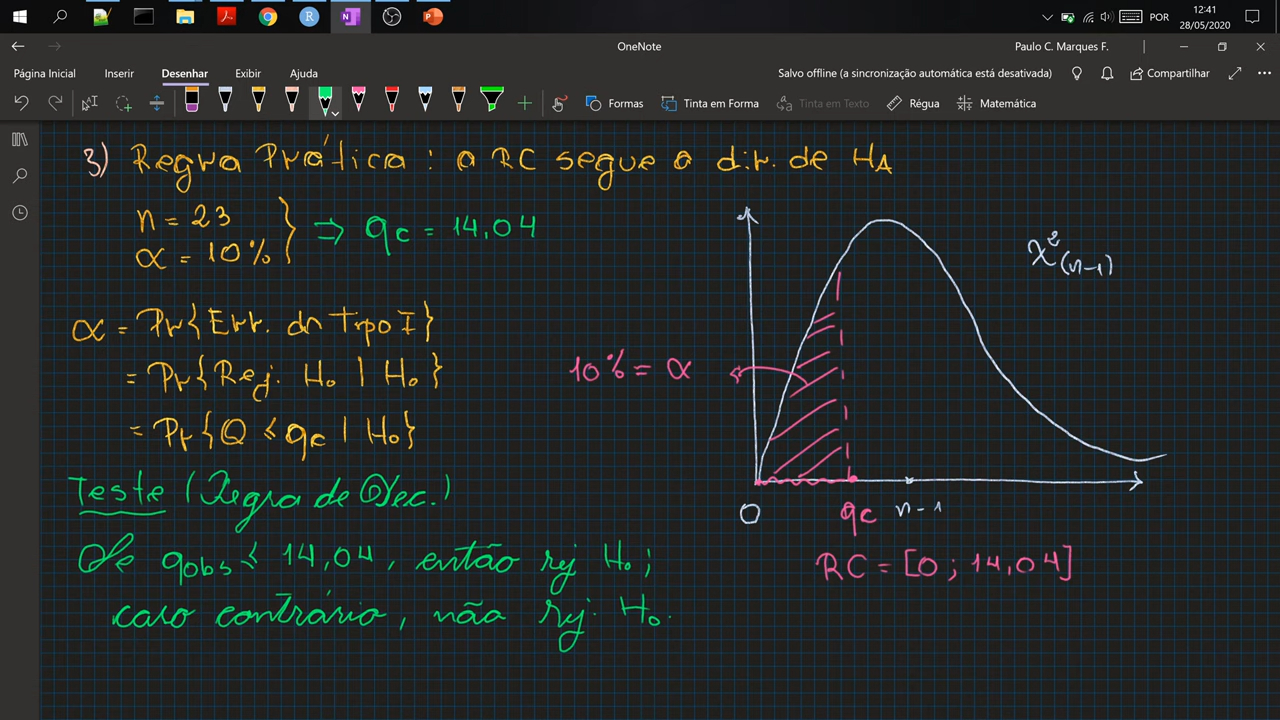 12:41
POR
28/05/2020
OneNote
Paulo C. Marques F.
Página Inicial Inserir Desenhar Exibir Ajuda
Salvo offline (a sincronização automática está desativada)
Compartilhar
Formas Tinta em Forma Tinta em Texto Régua Matemática
3) Regra Prática: a RC segue a dir. de HA
n = 23
α = 10%
⇒ qc = 14,04
α = Pr{Err. do Tipo I}
= Pr{Rej. H₀ | H₀}
= Pr{Q ≤ qc | H₀}
Teste (Regra de Dec.)
Se qobs ≤ 14,04, então rej H₀;
caso contrário, não rej. H₀.
χ²(n-1)
10% = α
0 qc n-1
RC = [0; 14,04]